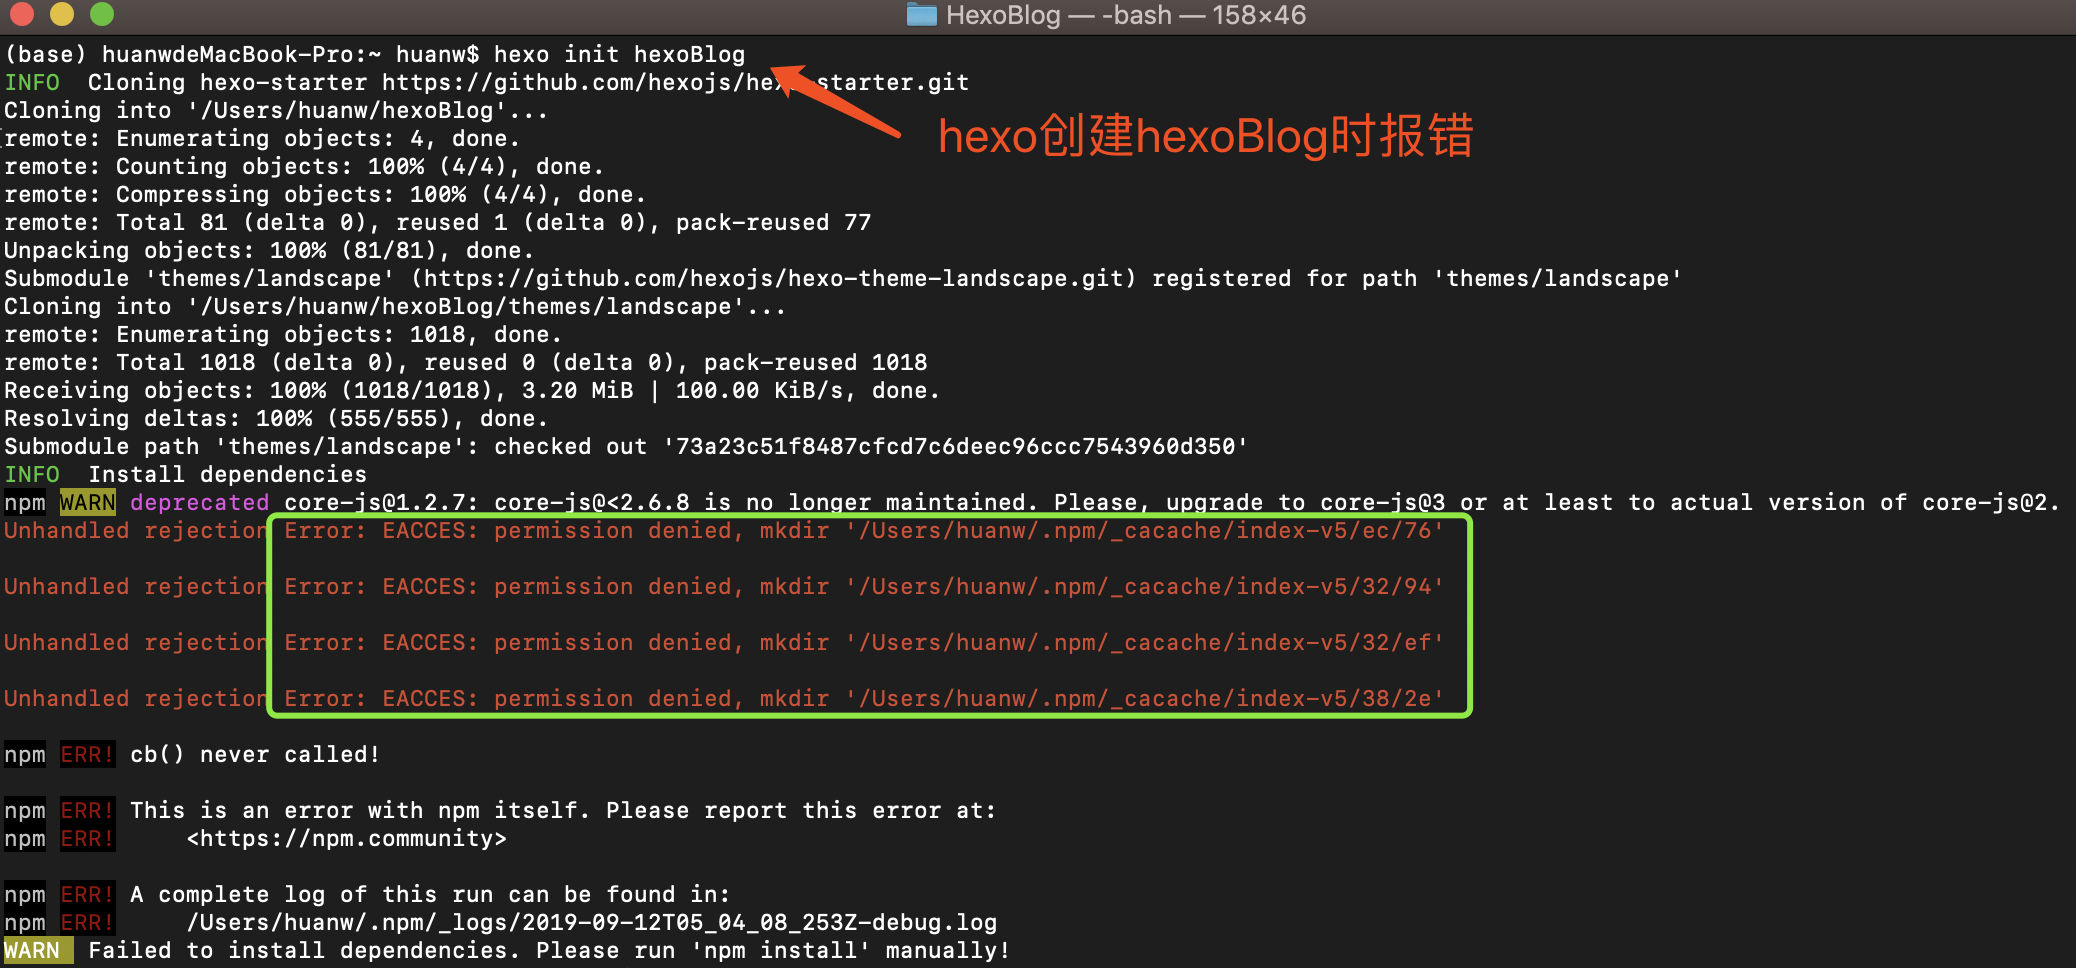 HexoBlog — -bash — 158×46
(base) huanwdeMacBook-Pro:~ huanw$ hexo init hexoBlog
INFO  Cloning hexo-starter https://github.com/hexojs/hexo-starter.git
Cloning into '/Users/huanw/hexoBlog'...
hexo创建hexoBlog时报错
remote: Enumerating objects: 4, done.
remote: Counting objects: 100% (4/4), done.
remote: Compressing objects: 100% (4/4), done.
remote: Total 81 (delta 0), reused 1 (delta 0), pack-reused 77
Unpacking objects: 100% (81/81), done.
Submodule 'themes/landscape' (https://github.com/hexojs/hexo-theme-landscape.git) registered for path 'themes/landscape'
Cloning into '/Users/huanw/hexoBlog/themes/landscape'...
remote: Enumerating objects: 1018, done.
remote: Total 1018 (delta 0), reused 0 (delta 0), pack-reused 1018
Receiving objects: 100% (1018/1018), 3.20 MiB | 100.00 KiB/s, done.
Resolving deltas: 100% (555/555), done.
Submodule path 'themes/landscape': checked out '73a23c51f8487cfcd7c6deec96ccc7543960d350'
INFO  Install dependencies
npm WARN deprecated core-js@1.2.7: core-js@<2.6.8 is no longer maintained. Please, upgrade to core-js@3 or at least to actual version of core-js@2.
Unhandled rejection Error: EACCES: permission denied, mkdir '/Users/huanw/.npm/_cacache/index-v5/ec/76'
Unhandled rejection Error: EACCES: permission denied, mkdir '/Users/huanw/.npm/_cacache/index-v5/32/94'
Unhandled rejection Error: EACCES: permission denied, mkdir '/Users/huanw/.npm/_cacache/index-v5/32/ef'
Unhandled rejection Error: EACCES: permission denied, mkdir '/Users/huanw/.npm/_cacache/index-v5/38/2e'
npm ERR! cb() never called!
npm ERR! This is an error with npm itself. Please report this error at:
npm ERR!     <https://npm.community>
npm ERR! A complete log of this run can be found in:
npm ERR!     /Users/huanw/.npm/_logs/2019-09-12T05_04_08_253Z-debug.log
WARN  Failed to install dependencies. Please run 'npm install' manually!